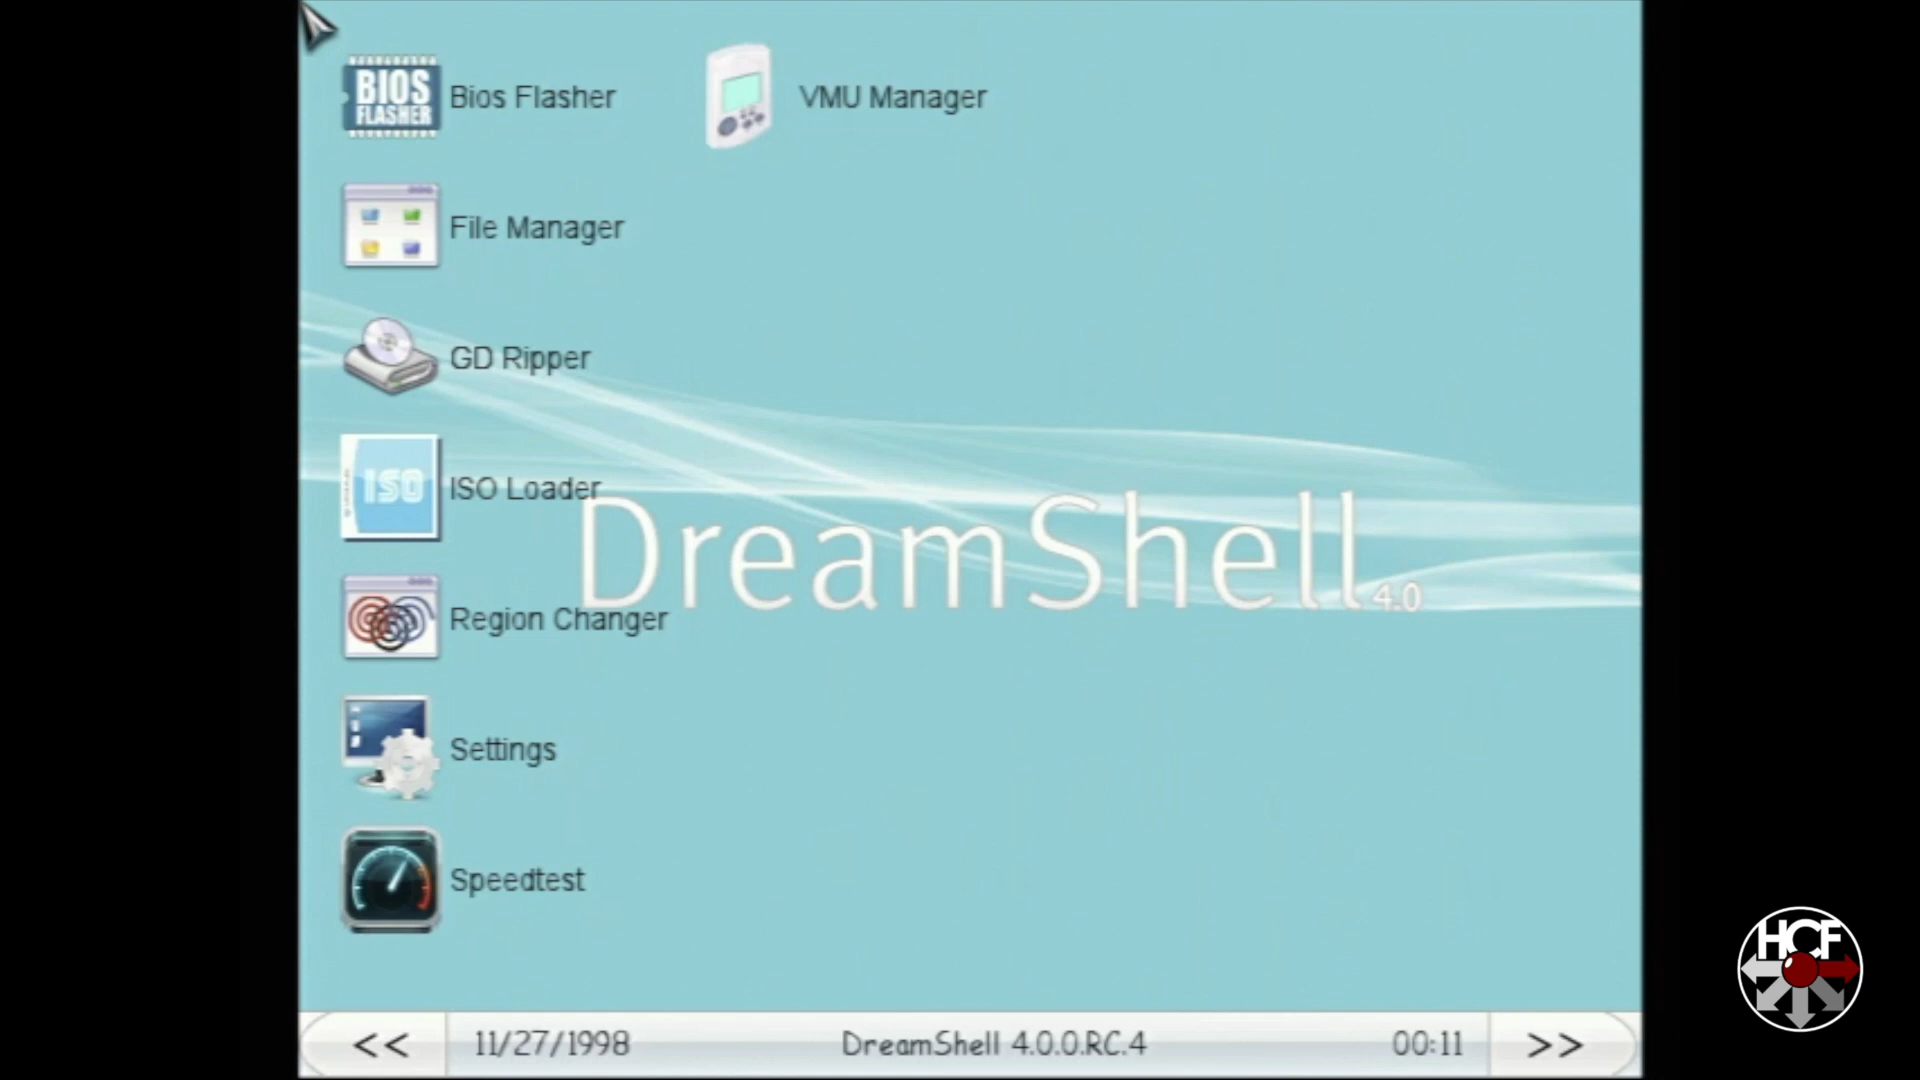 BIOS
FLASHER
Bios Flasher
VMU Manager
File Manager
GD Ripper
ISO
ISO Loader
DreamShell 4.0
Region Changer
Settings
Speedtest
HCF
<< 11/27/1998 DreamShell 4.0.0.RC.4 00:11 >>